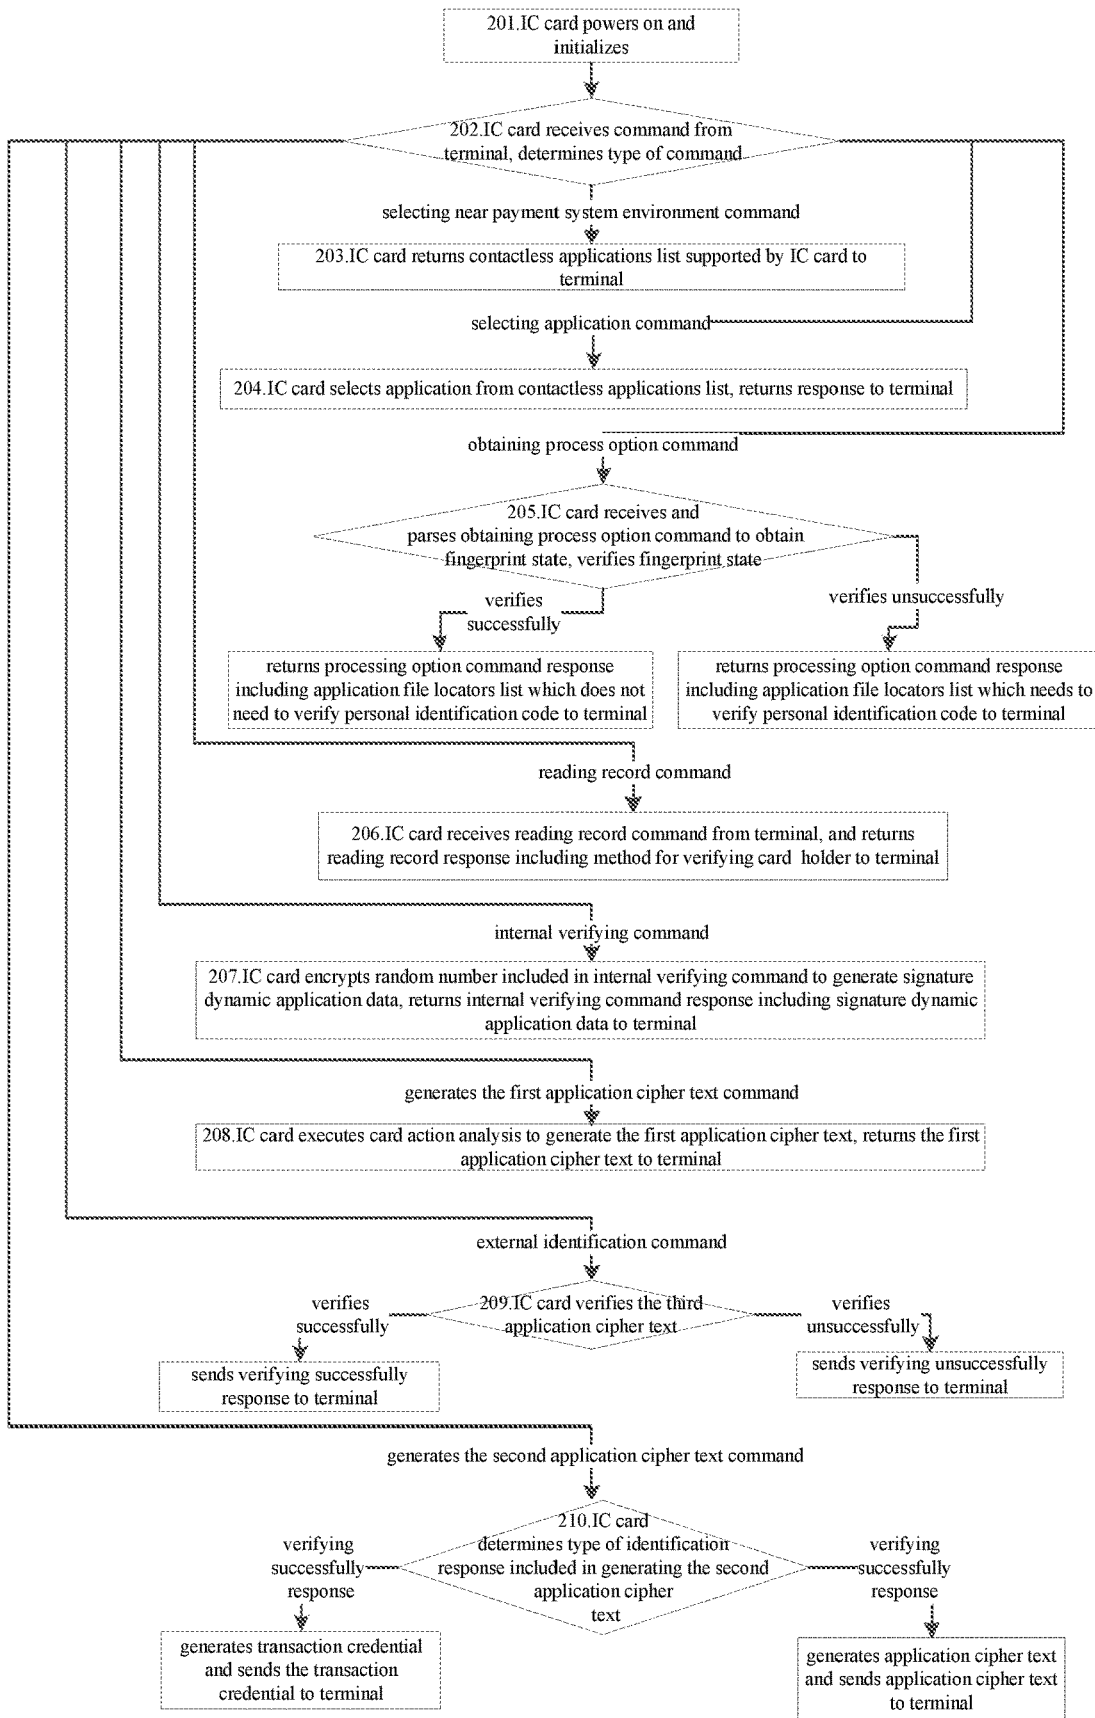 201.IC card powers on and
initializes
202.IC card receives command from
terminal, determines type of command
selecting near payment system environment command
203.IC card returns contactless applications list supported by IC card to
terminal
selecting application command
204.IC card selects application from contactless applications list, returns response to terminal
obtaining process option command
205.IC card receives and
parses obtaining process option command to obtain
fingerprint state, verifies fingerprint state
verifies
successfully
verifies unsuccessfully
returns processing option command response
including application file locators list which does not
need to verify personal identification code to terminal
returns processing option command response
including application file locators list which needs to
verify personal identification code to terminal
reading record command
206.IC card receives reading record command from terminal, and returns
reading record response including method for verifying card holder to terminal
internal verifying command
207.IC card encrypts random number included in internal verifying command to generate signature
dynamic application data, returns internal verifying command response including signature dynamic
application data to terminal
generates the first application cipher text command
208.IC card executes card action analysis to generate the first application cipher text, returns the first
application cipher text to terminal
external identification command
209.IC card verifies the third
application cipher text
verifies
successfully
verifies
unsuccessfully
sends verifying successfully
response to terminal
sends verifying unsuccessfully
response to terminal
generates the second application cipher text command
210.IC card
determines type of identification
response included in generating the second
application cipher
text
verifying
successfully
response
verifying
successfully
response
generates transaction credential
and sends the transaction
credential to terminal
generates application cipher text
and sends application cipher text
to terminal